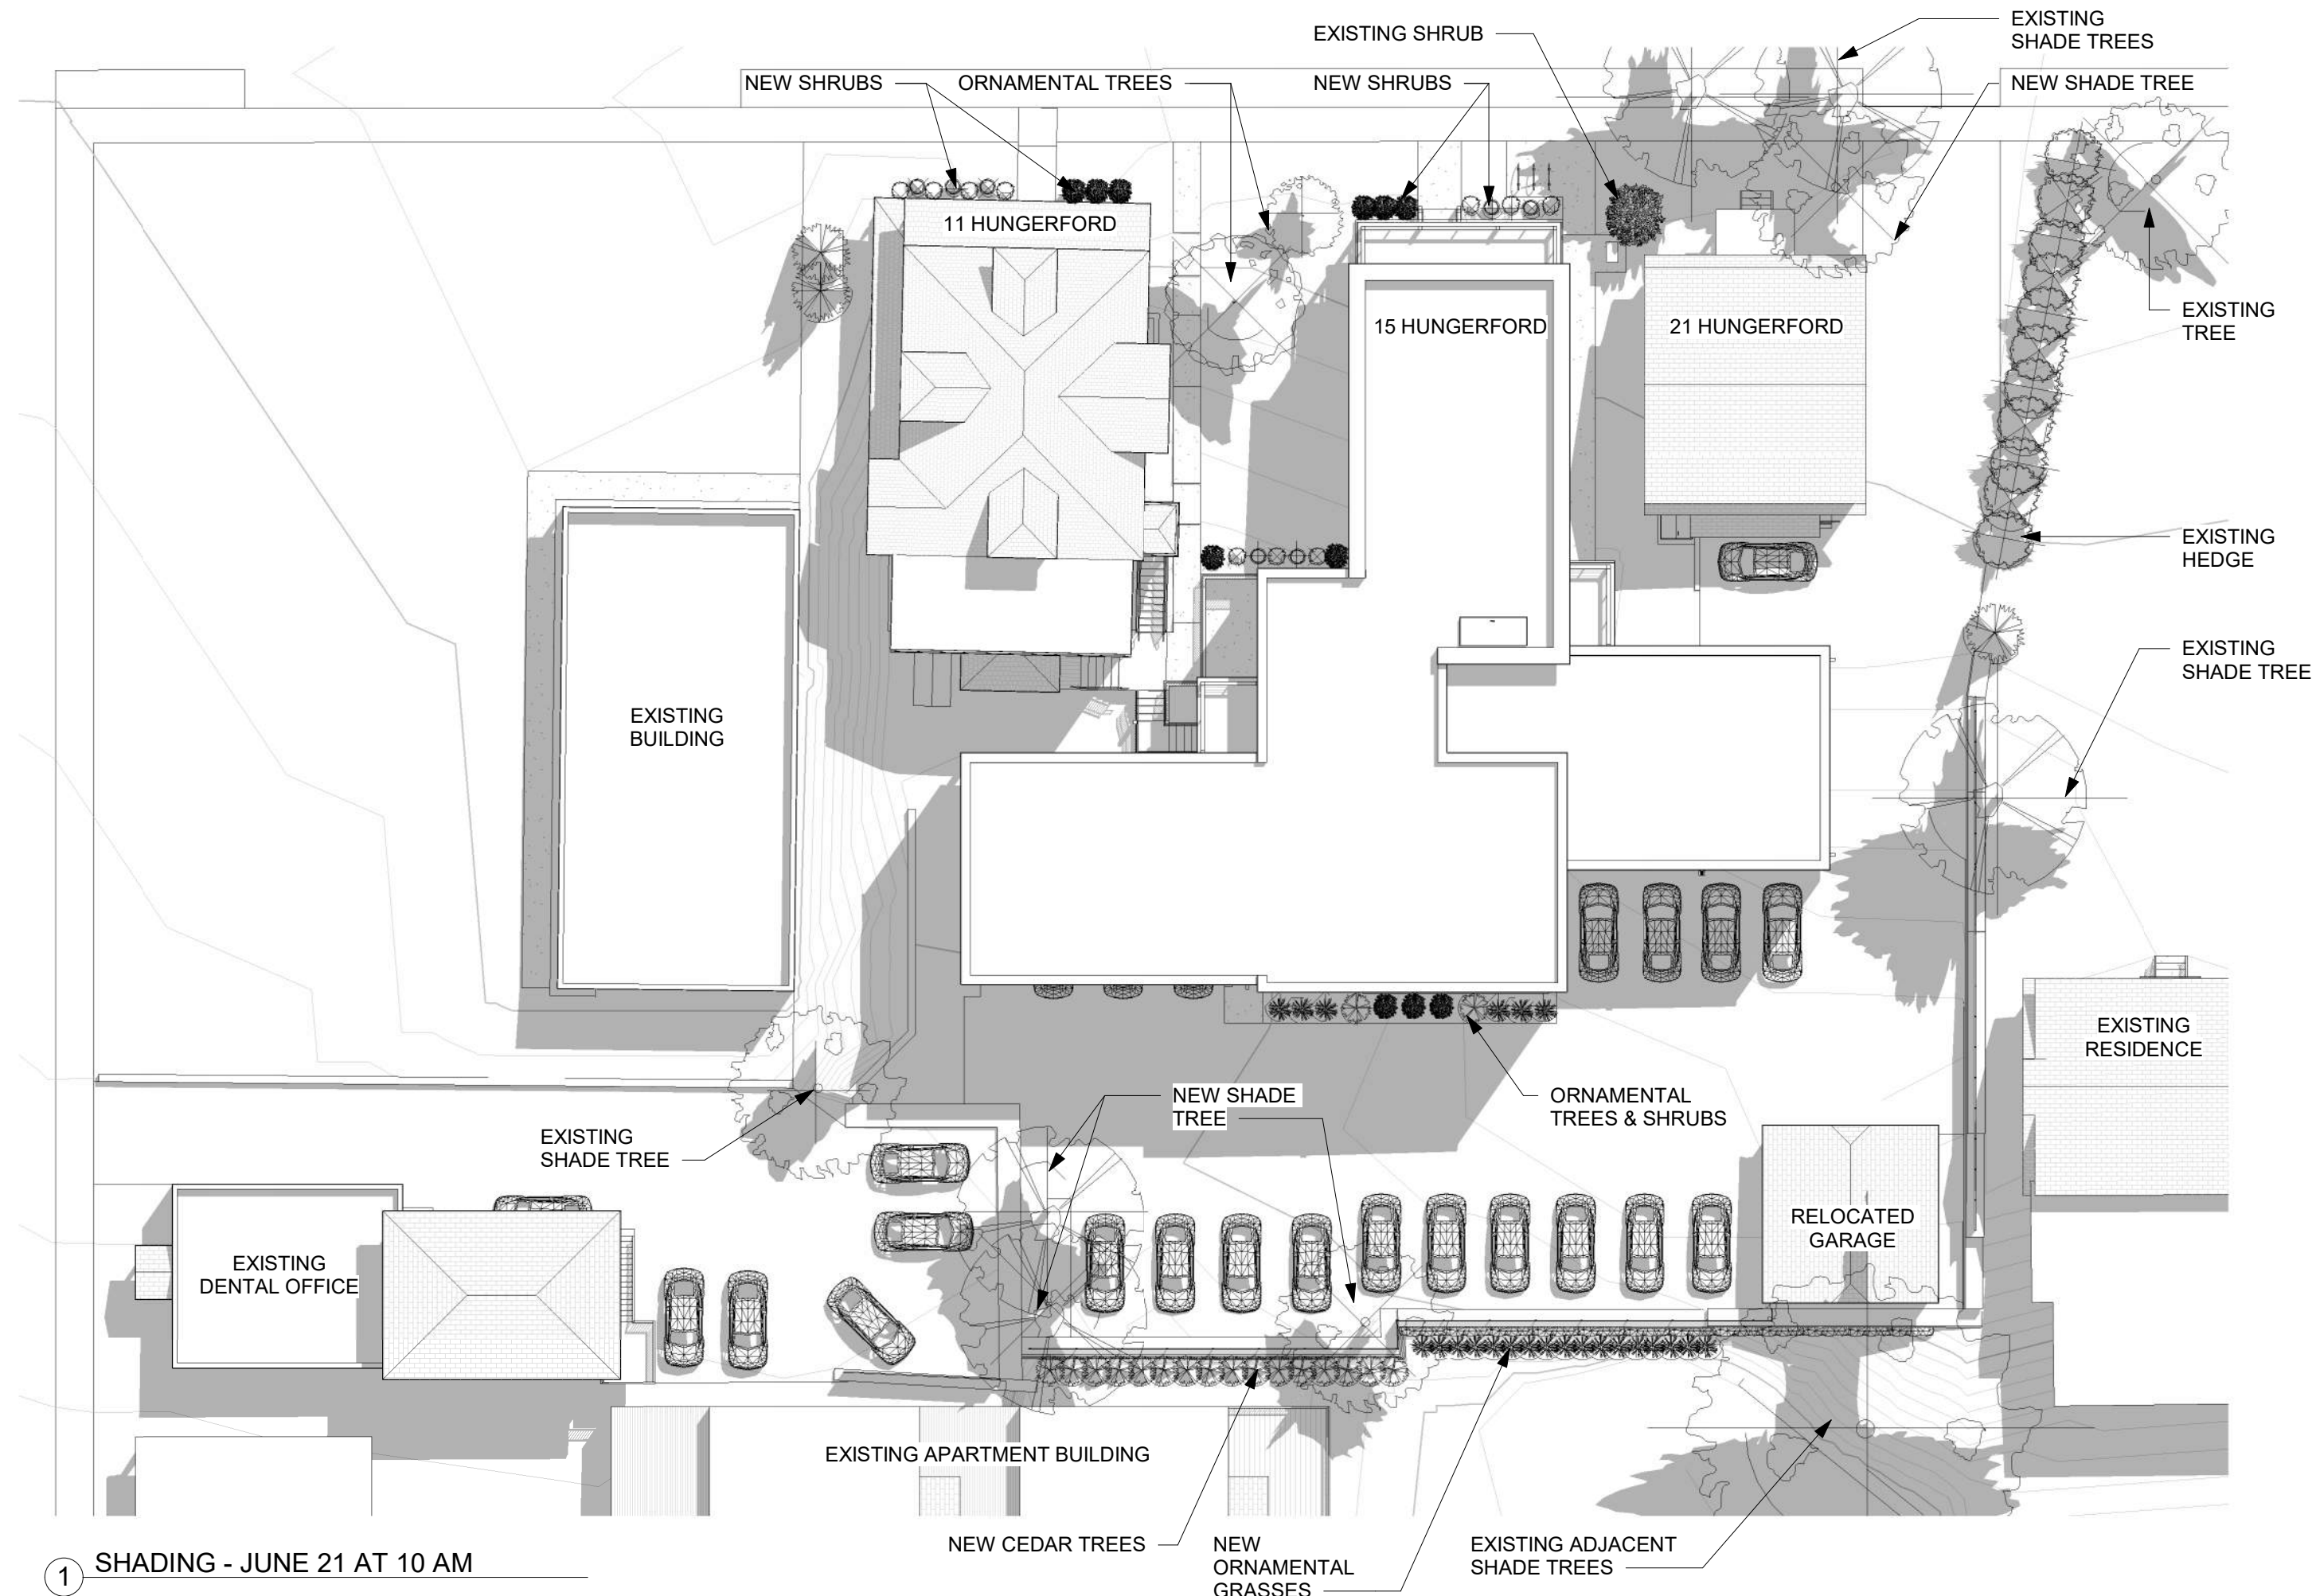 EXISTING
SHADE TREES
EXISTING SHRUB
NEW SHRUBS
ORNAMENTAL TREES
NEW SHRUBS
NEW SHADE TREE
11 HUNGERFORD
15 HUNGERFORD
21 HUNGERFORD
EXISTING
TREE
EXISTING
HEDGE
EXISTING
SHADE TREE
EXISTING
BUILDING
EXISTING
RESIDENCE
NEW SHADE
TREE
ORNAMENTAL
TREES & SHRUBS
EXISTING
SHADE TREE
RELOCATED
GARAGE
EXISTING
DENTAL OFFICE
EXISTING APARTMENT BUILDING
NEW CEDAR TREES
NEW
ORNAMENTAL
GRASSES
EXISTING ADJACENT
SHADE TREES
1 SHADING - JUNE 21 AT 10 AM